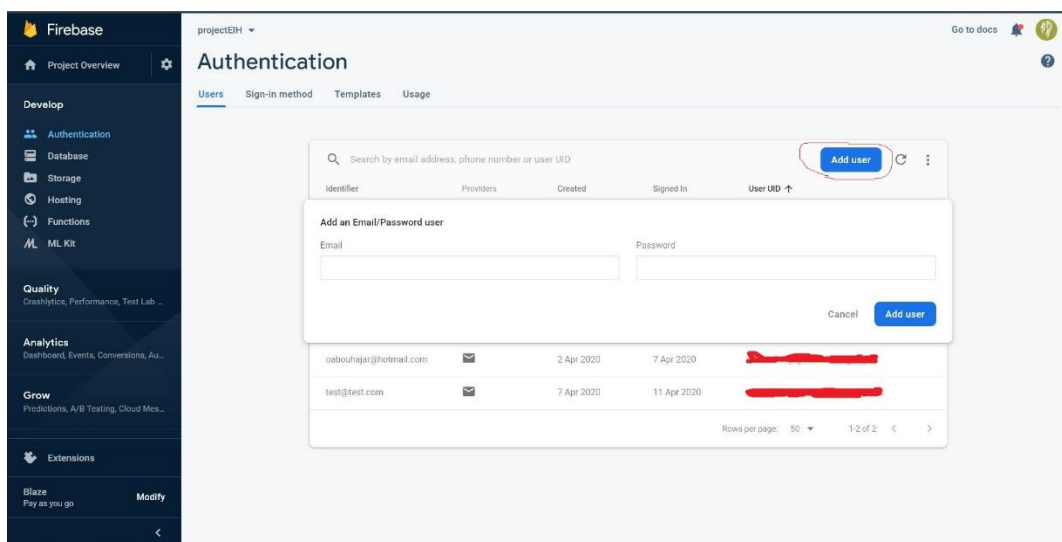 Firebase
projectEIH
Go to docs
Project Overview
Authentication
Users Sign-in method Templates Usage
Develop
Authentication
Database
Storage
Hosting
Functions
ML Kit
Quality
Crashlytics, Performance, Test Lab ...
Analytics
Dashboard, Events, Conversions, Au...
Grow
Predictions, A/B Testing, Cloud Mes...
Extensions
Blaze
Pay as you go
Modify
Search by email address, phone number or user UID
Add user
Identifier Providers Created Signed In User UID
Add an Email/Password user
Email Password
Cancel Add user
oabouhajar@hotmail.com 2 Apr 2020 7 Apr 2020
test@test.com 7 Apr 2020 11 Apr 2020
Rows per page: 50 1-2 of 2